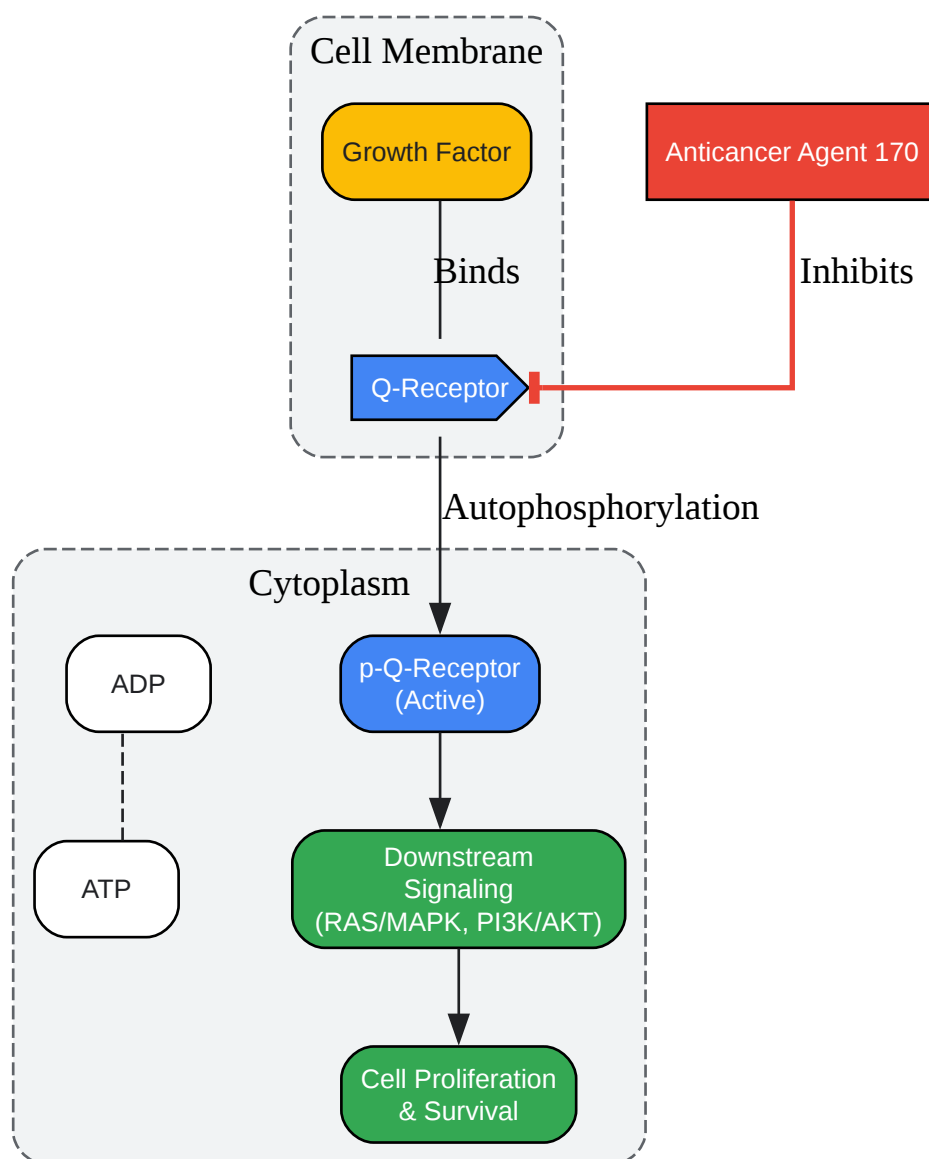 Cell Membrane
Growth Factor
Anticancer Agent 170
Binds
Inhibits
Q-Receptor
Autophosphorylation
Cytoplasm
ADP
p-Q-Receptor
(Active)
ATP
Downstream
Signaling
(RAS/MAPK, PI3K/AKT)
Cell Proliferation
& Survival